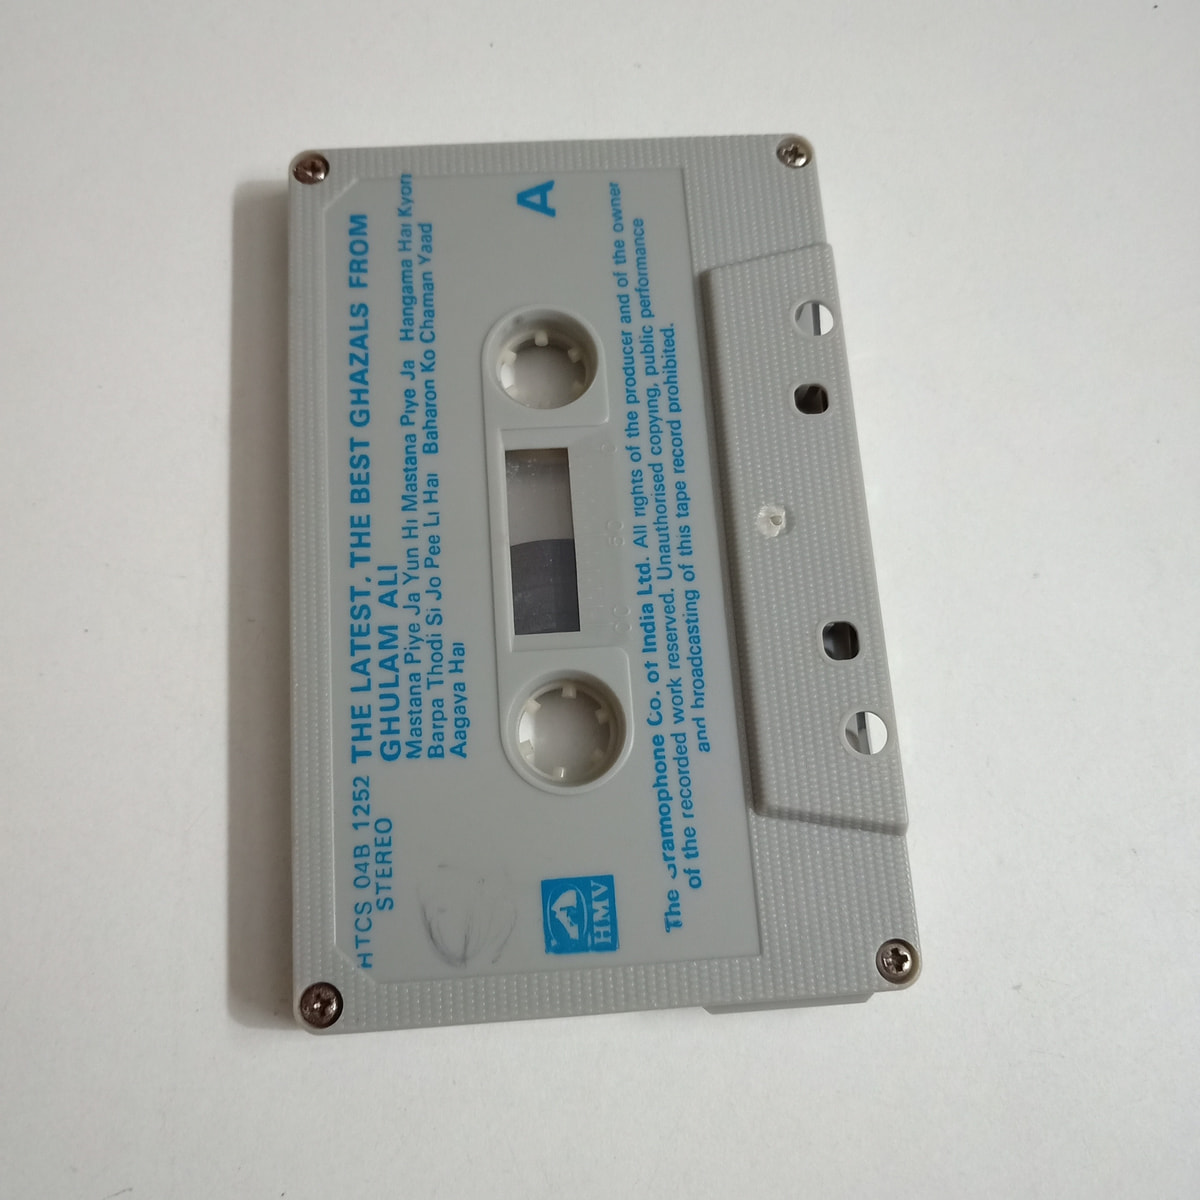 HTCS 04B 1252 THE LATEST, THE BEST GHAZALS FROM
STEREO GHULAM ALI
Mastana Piye Ja Yun Hi Mastana Piye Ja Hangama Hai Kyon
Barpa Thodi Si Jo Pee Li Hai Baharon Ko Chaman Yaad
Aagaya Hai
A
HMV
50
The Gramophone Co. of India Ltd. All rights of the producer and of the owner
of the recorded work reserved. Unauthorised copying, public performance
and broadcasting of this tape record prohibited.